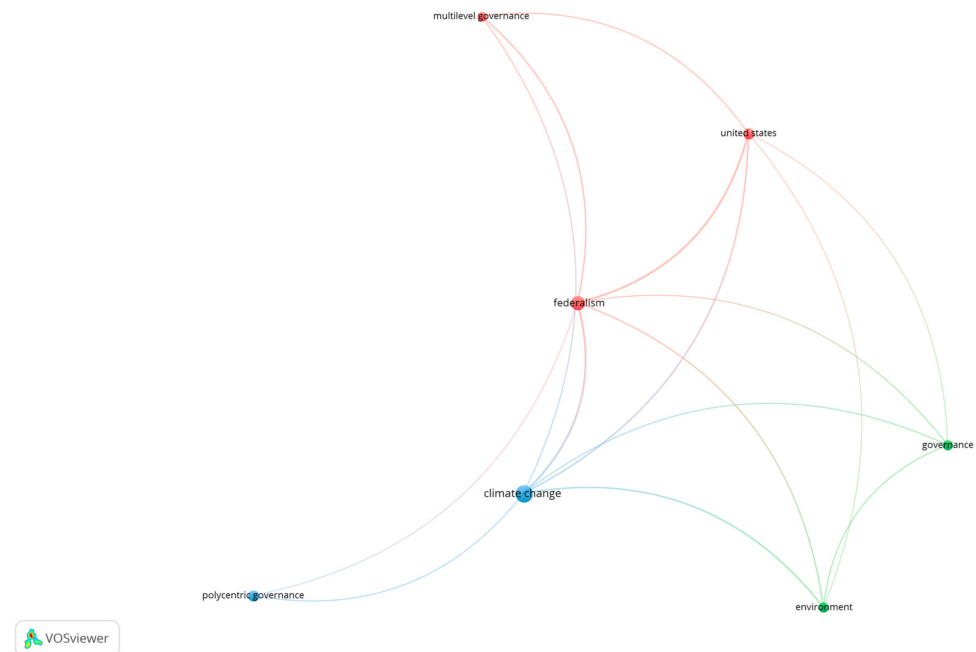 multilevel governance
united states
federalism
governance
climate change
polycentric governance
environment
VOSviewer